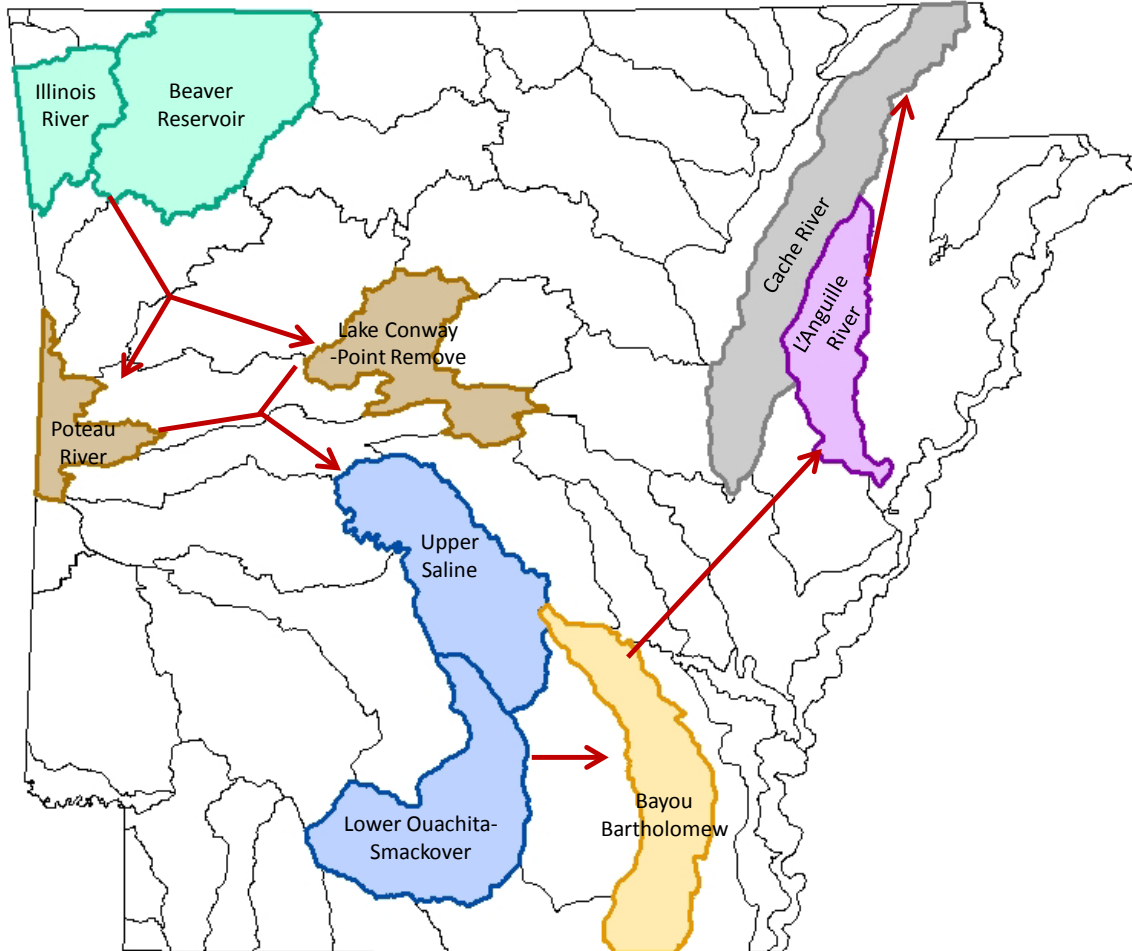 Illinois
River
Beaver
Reservoir
Cache River
L'Anguille
River
Lake Conway
-Point Remove
Poteau
River
Upper
Saline
Bayou
Bartholomew
Lower Ouachita-
Smackover